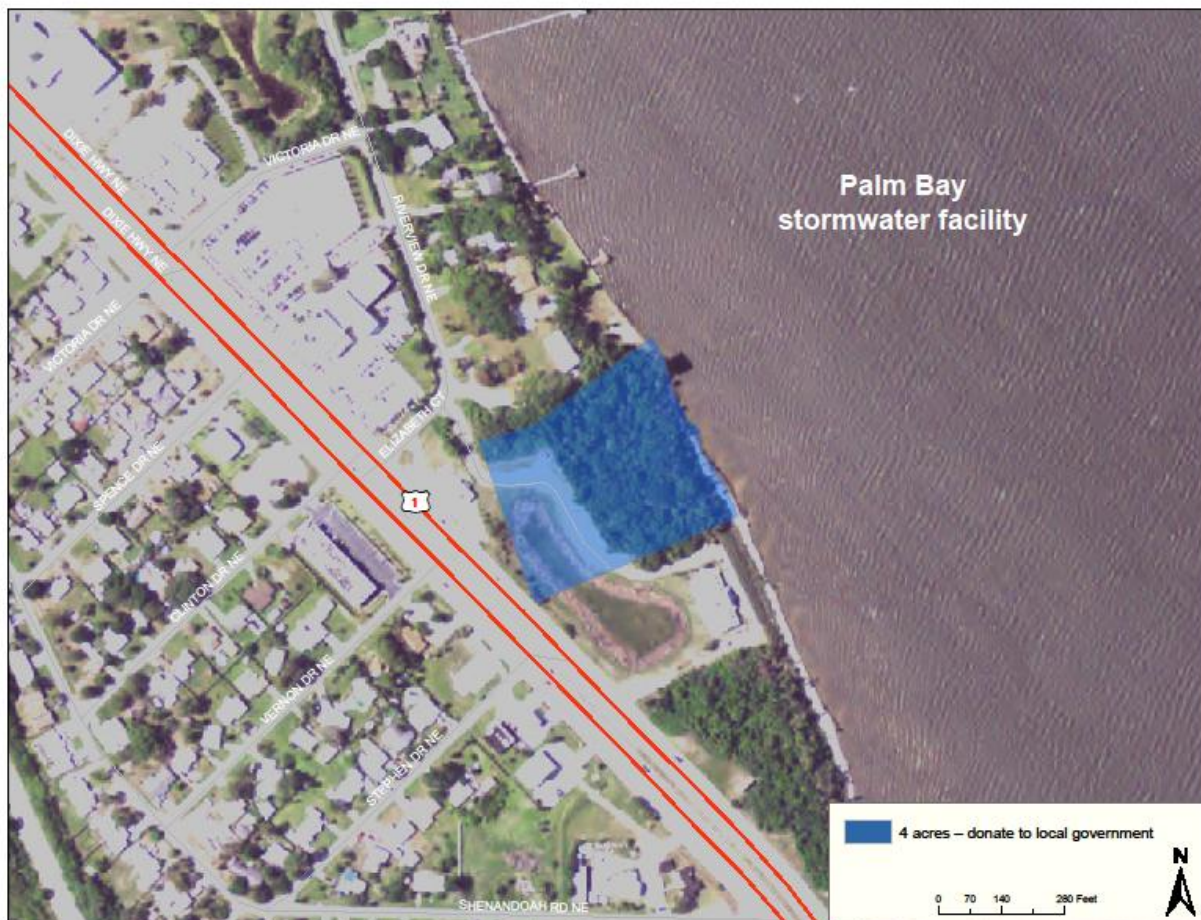 DIXIE HWY NE
DIXIE HWY NE
VICTORIA DR NE
RIVERVIEW DR NE
Palm Bay
stormwater facility
VICTORIA DR NE
ELIZABETH CT
SPENCE DR NE
1
CLINTON DR NE
VERNON DR NE
STEPHEN DR NE
SHENANDOAH RD NE
4 acres – donate to local government
N
0 70 140 280 Feet